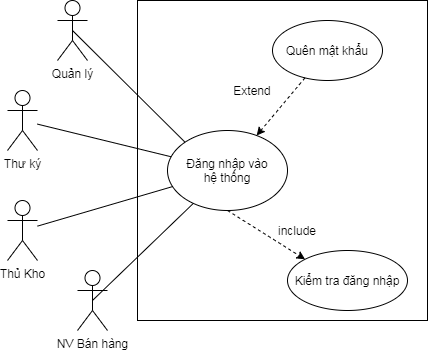 Quên mật khẩu
Quản lý
Extend
Thư ký
Đăng nhập vào
hệ thống
include
Thủ Kho
Kiểm tra đăng nhập
NV Bán hàng